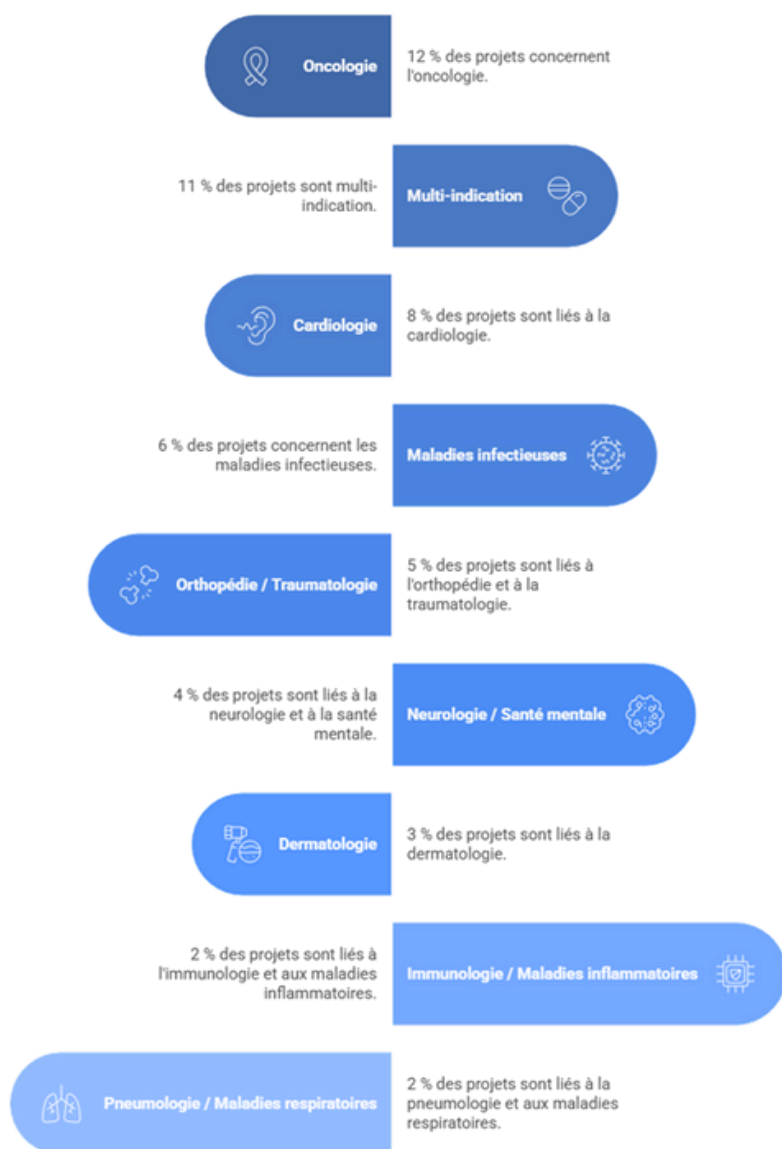 Oncologie
12 % des projets concernent
l'oncologie.
11 % des projets sont multi-
indication.
Multi-indication
Cardiologie
8 % des projets sont liés à la
cardiologie.
6 % des projets concernent les
maladies infectieuses.
Maladies infectieuses
Orthopédie / Traumatologie
5 % des projets sont liés à
l'orthopédie et à la
traumatologie.
4 % des projets sont liés à la
neurologie et à la santé
mentale.
Neurologie / Santé mentale
Dermatologie
3 % des projets sont liés à la
dermatologie.
2 % des projets sont liés à
l'immunologie et aux maladies
inflammatoires.
Immunologie / Maladies inflammatoires
Pneumologie / Maladies respiratoires
2 % des projets sont liés à la
pneumologie et aux maladies
respiratoires.